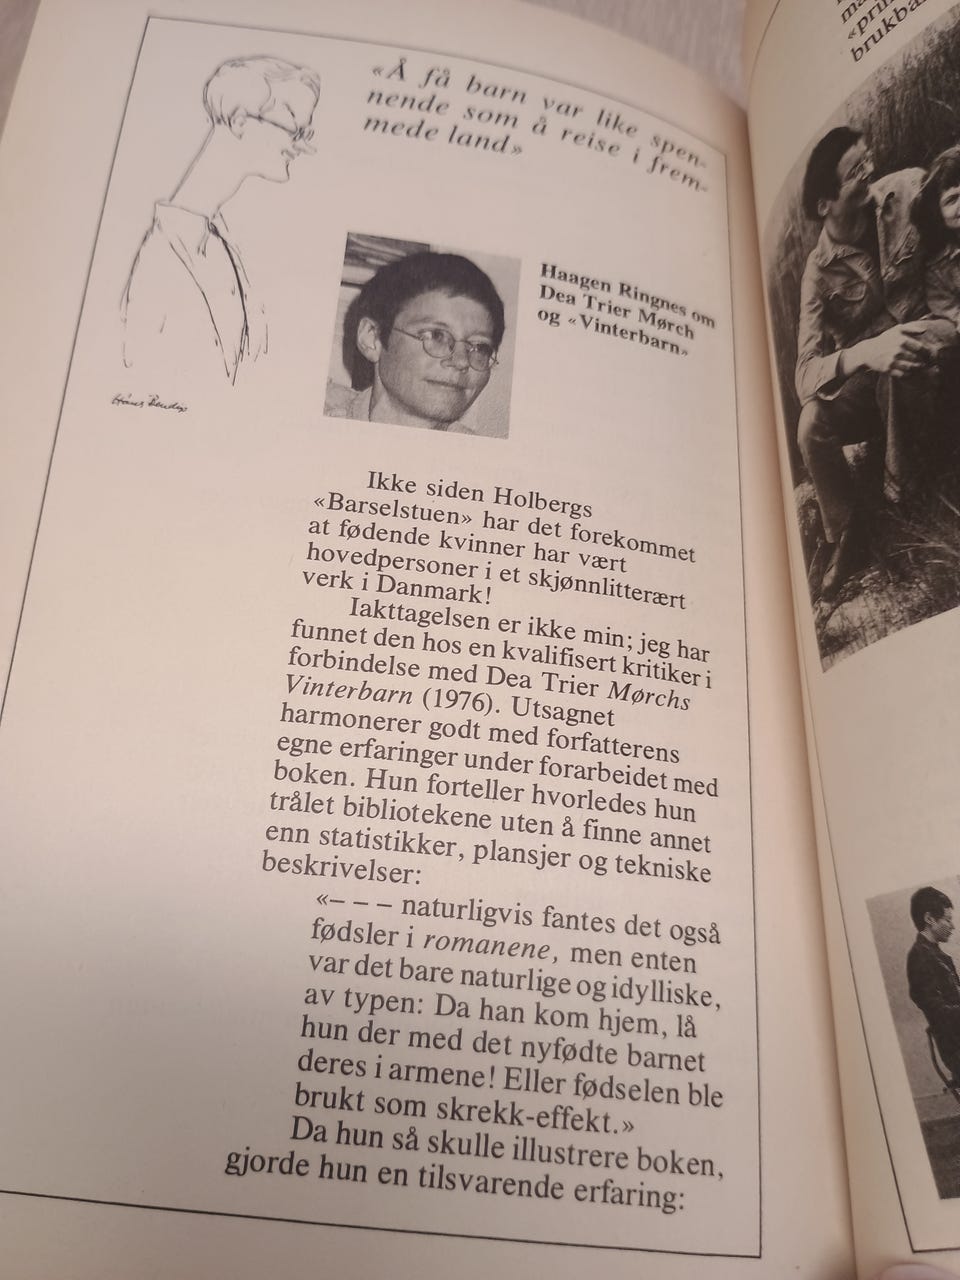 «Å få barn var like spen-
nende som å reise i frem-
mede land»
Haagen Ringnes om
Dea Trier Mørch
og «Vinterbarn»
Hans Bendix
Ikke siden Holbergs
«Barselstuen» har det forekommet
at fødende kvinner har vært
hovedpersoner i et skjønnlitterært
verk i Danmark!
Iakttagelsen er ikke min; jeg har
funnet den hos en kvalifisert kritiker i
forbindelse med Dea Trier Mørchs
Vinterbarn (1976). Utsagnet
harmonerer godt med forfatterens
egne erfaringer under forarbeidet med
boken. Hun forteller hvorledes hun
trålet bibliotekene uten å finne annet
enn statistikker, plansjer og tekniske
beskrivelser:
«– – – naturligvis fantes det også
fødsler i romanene, men enten
var det bare naturlige og idylliske,
av typen: Da han kom hjem, lå
hun der med det nyfødte barnet
deres i armene! Eller fødselen ble
brukt som skrekk-effekt.»
Da hun så skulle illustrere boken,
gjorde hun en tilsvarende erfaring: